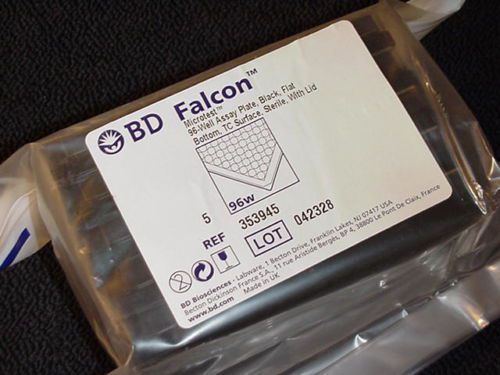 BD Falcon™
Microtest™
96-Well Assay Plate, Black, Flat
Bottom, TC Surface, Sterile, With Lid
96w
5
REF 353945
LOT 042328
2
BD Biosciences - Labware, 1 Becton Drive, Franklin Lakes, NJ 07417 USA
Becton Dickinson France S.A., 11 rue Aristide Bergès, BP 4, 38800 Le Pont De Claix, France
www.bd.com Made in UK